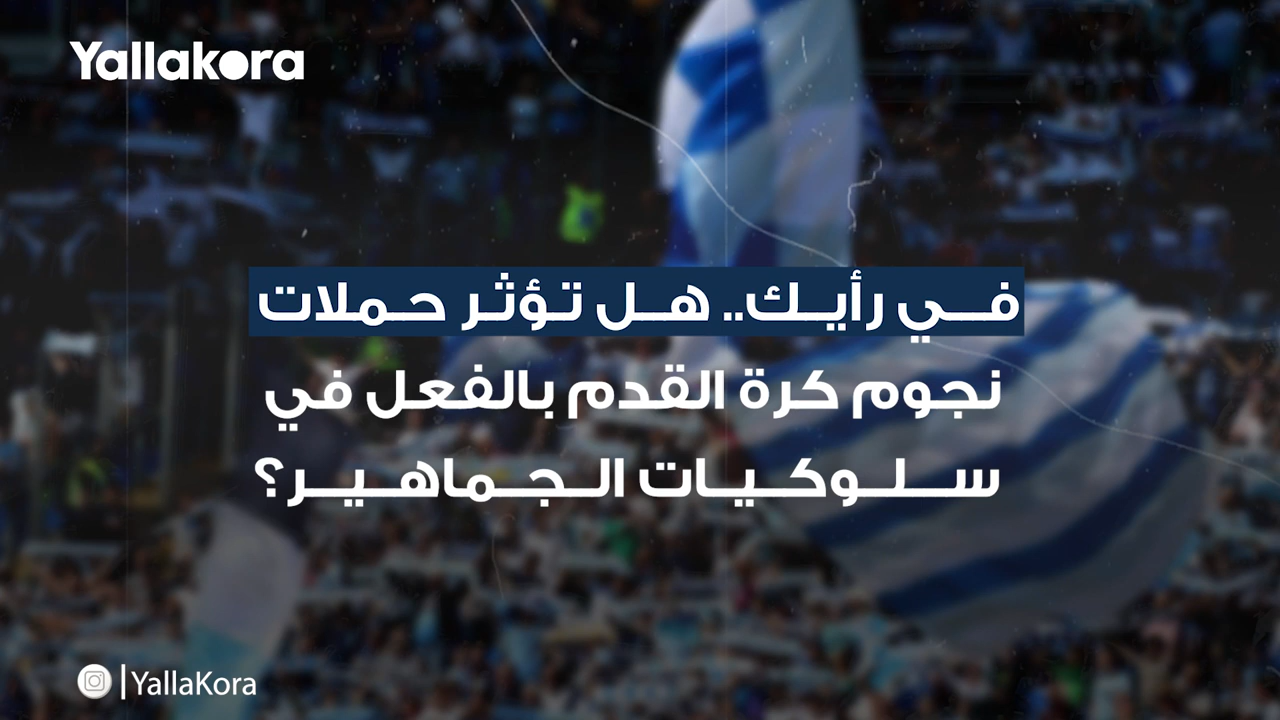 Yallakora
في رأيك.. هل تؤثر حملات
نجوم كرة القدم بالفعل في
سلوكيات الجماهير؟
YallaKora